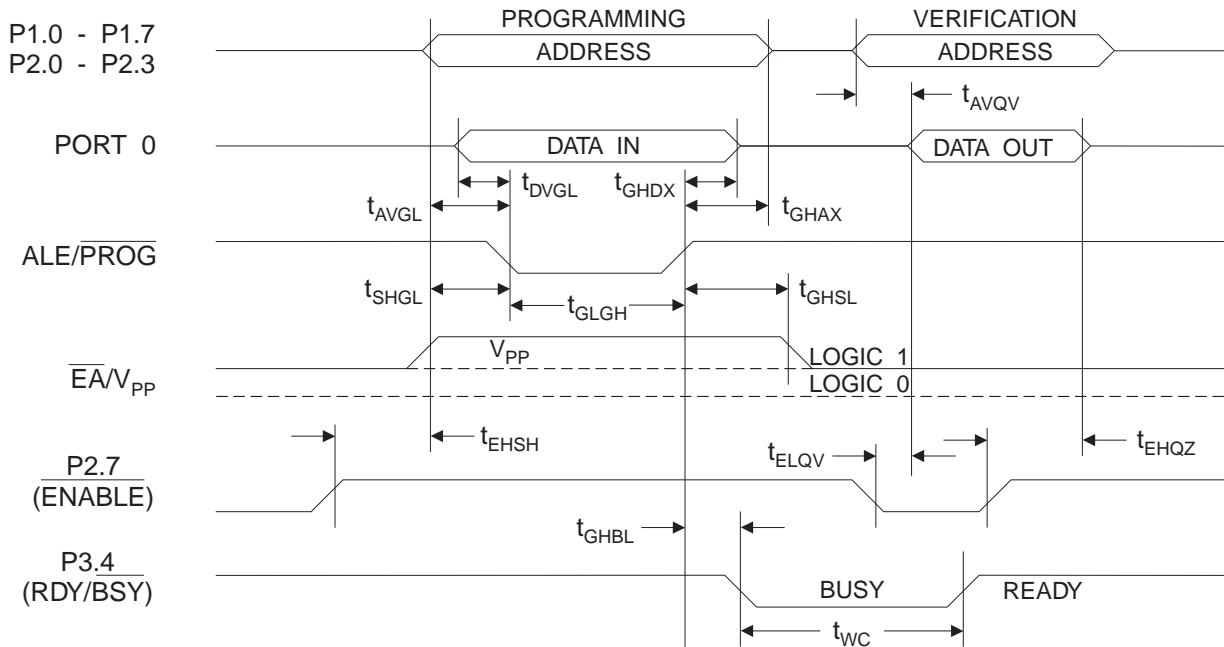 PROGRAMMING
VERIFICATION
P1.0 - P1.7
P2.0 - P2.3
ADDRESS
ADDRESS
tAVQV
PORT 0
DATA IN
DATA OUT
tDVGL
tGHDX
tAVGL
tGHAX
ALE/PROG
tSHGL
tGLGH
tGHSL
VPP
LOGIC 1
EA/VPP
LOGIC 0
tEHSH
tELQV
tEHQZ
P2.7
(ENABLE)
tGHBL
P3.4
(RDY/BSY)
BUSY
READY
tWC